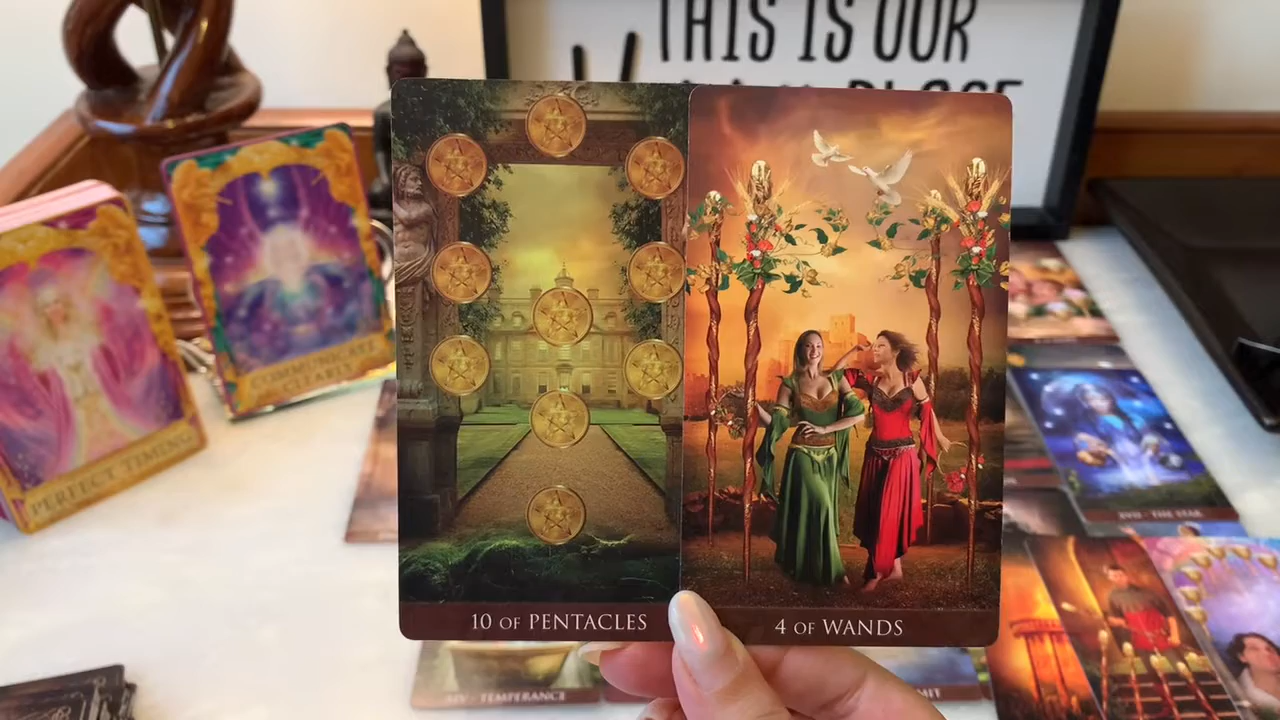 THIS IS OUR
PLACE
COMMUNICATE
CLEARLY
PERFECT TIMING
XVII · THE STAR
10 OF PENTACLES
4 OF WANDS
XIV · TEMPERANCE